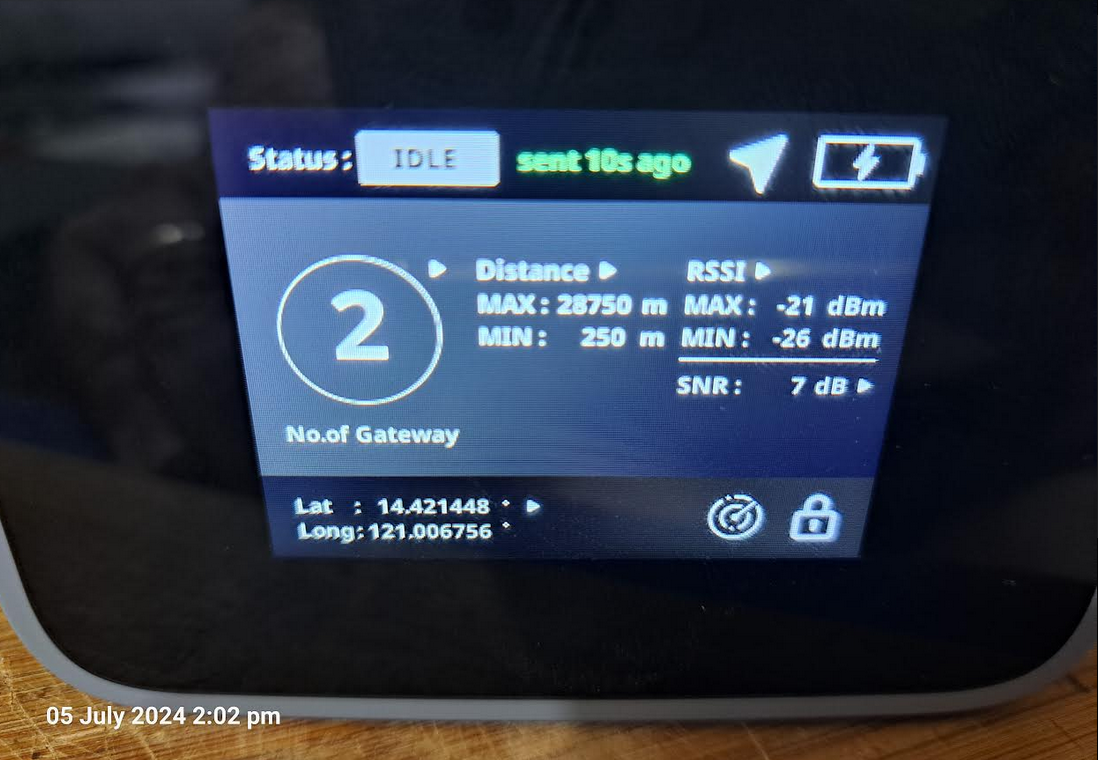 Status: IDLE sent 10s ago
2
Distance RSSI
MAX: 28750 m MAX: -21 dBm
MIN: 250 m MIN: -26 dBm
SNR: 7 dB
No.of Gateway
Lat : 14.421448 °
Long:121.006756 °
05 July 2024 2:02 pm